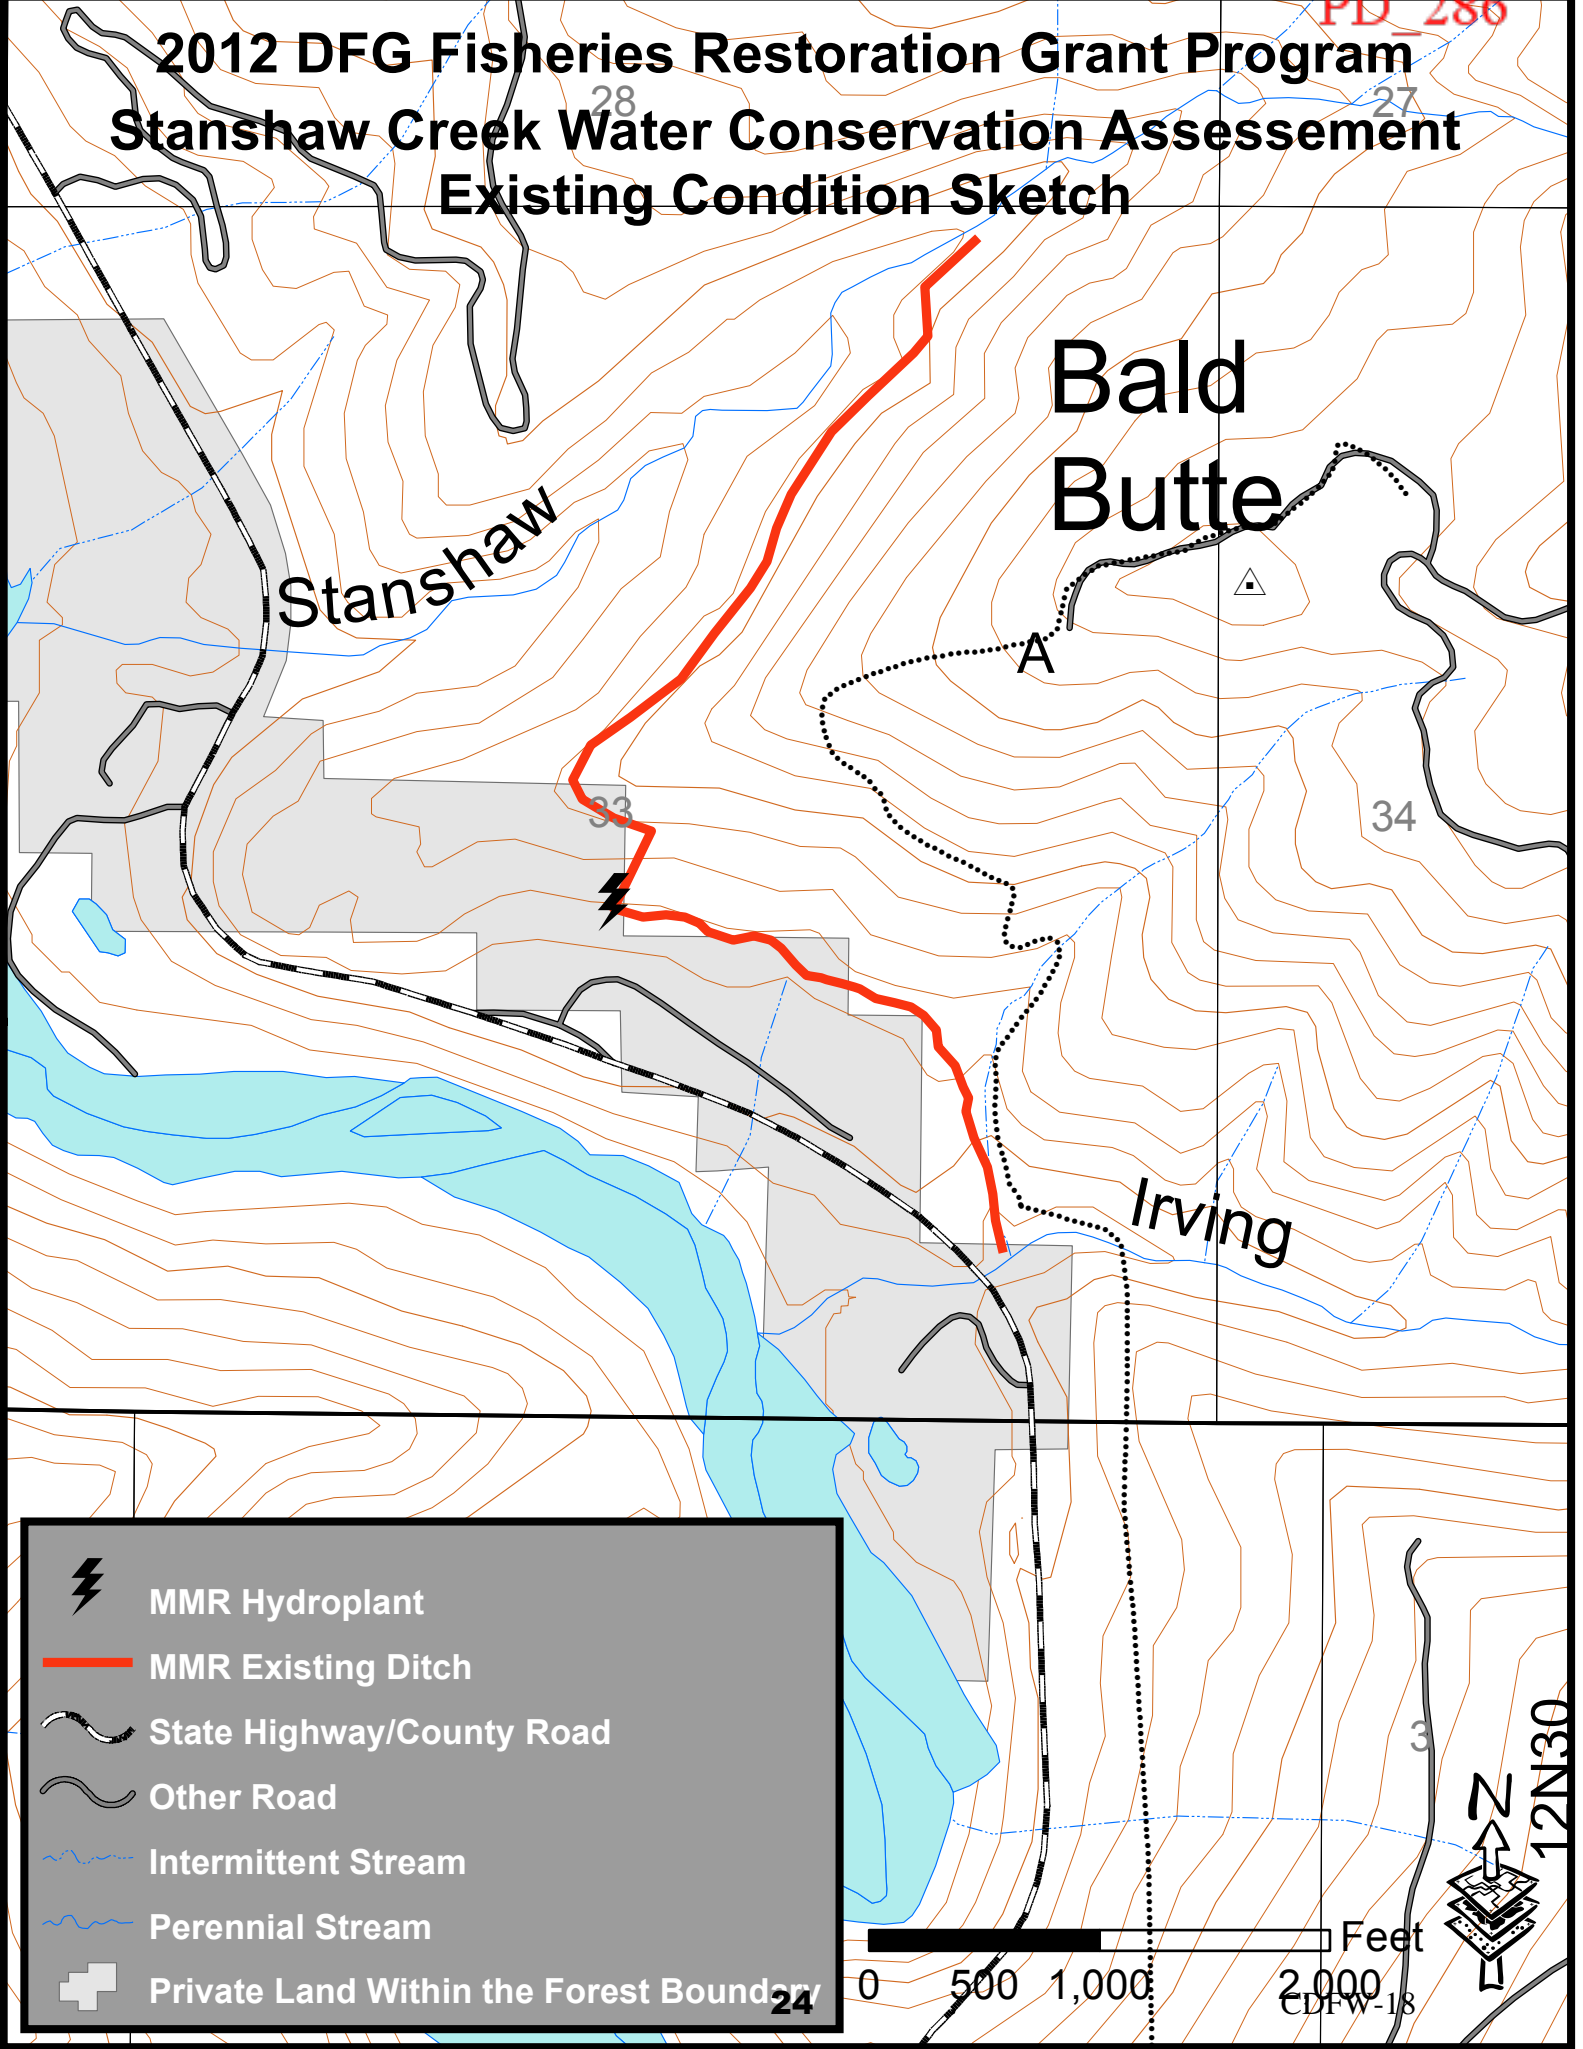 PD_286
2012 DFG Fisheries Restoration Grant Program
28
27
Stanshaw Creek Water Conservation Assessement
Existing Condition Sketch
Bald
Butte
Stanshaw
A
33
34
Irving
MMR Hydroplant
MMR Existing Ditch
State Highway/County Road
Other Road
Intermittent Stream
Perennial Stream
Private Land Within the Forest Boundary
24
3
12N30
N
Feet
0 500 1,000 2,000
CDFW-18